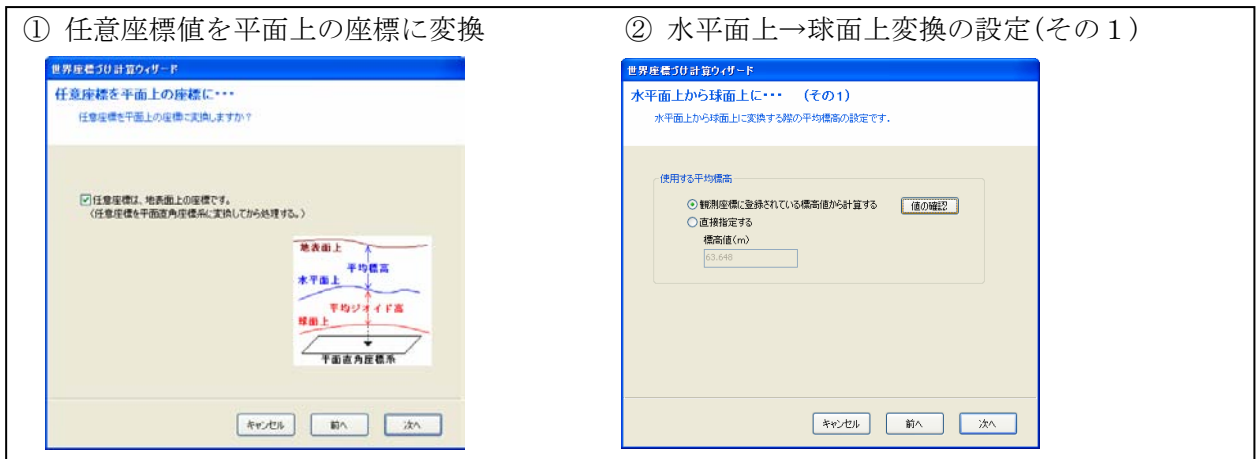 ① 任意座標値を平面上の座標に変換
世界座標づけ計算ウィザード
任意座標を平面上の座標に・・・
任意座標を平面上の座標に変換しますか？
任意座標は、地表面上の座標です。
（任意座標を平面直角座標系に変換してから処理する。）
地表面上
平均標高
水平面上
平均ジオイド高
球面上
平面直角座標系
キャンセル 前へ 次へ
② 水平面上→球面上変換の設定(その１)
世界座標づけ計算ウィザード
水平面上から球面上に・・・ （その1）
水平面上から球面上に変換する際の平均標高の設定です．
使用する平均標高
観測座標に登録されている標高値から計算する 値の確認
直接指定する
標高値(m)
63.648
キャンセル 前へ 次へ